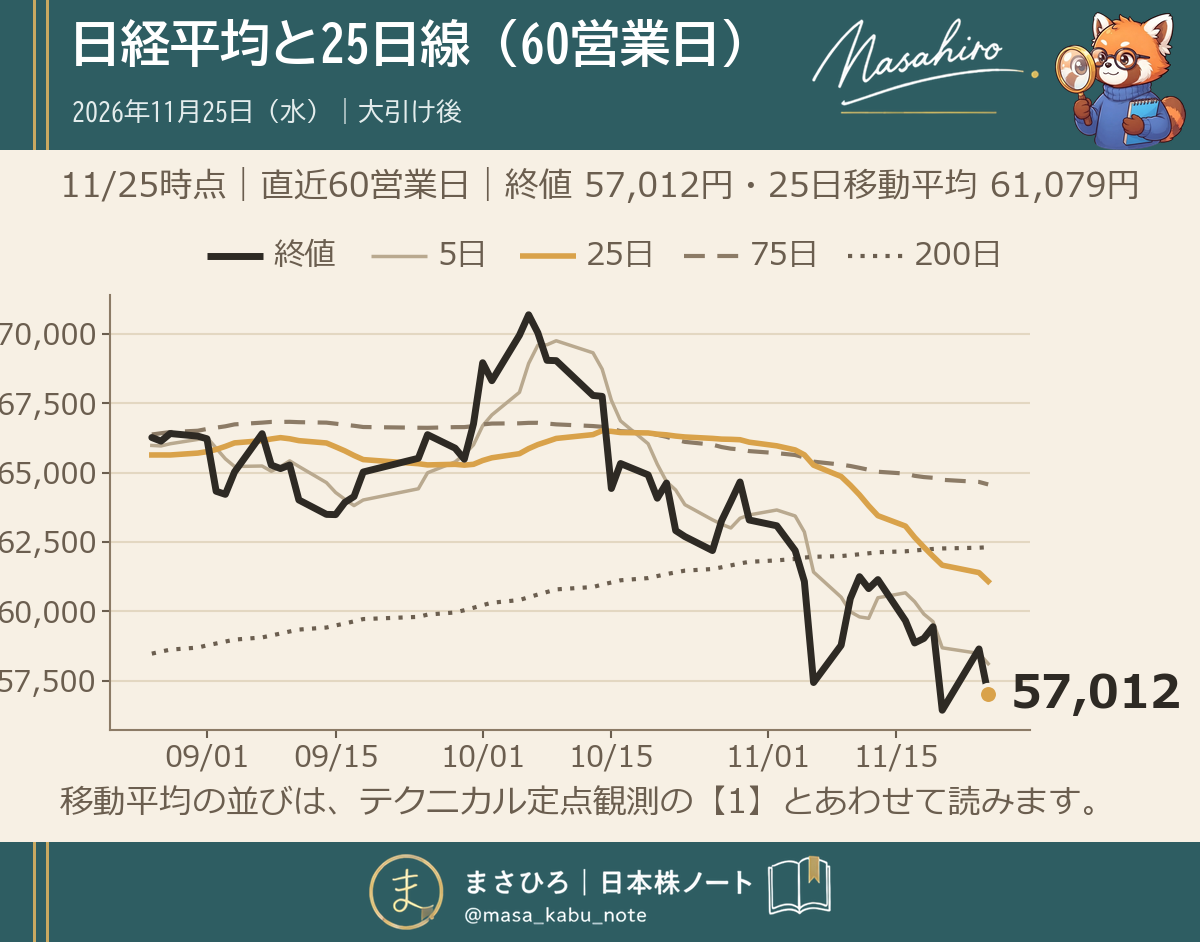 日経平均と25日線（60営業日）
Masahiro
2026年11月25日（水）｜大引け後
11/25時点｜直近60営業日｜終値 57,012円・25日移動平均 61,079円
終値 5日 25日 75日 200日
70,000
67,500
65,000
62,500
60,000
57,500
57,012
09/01 09/15 10/01 10/15 11/01 11/15
移動平均の並びは、テクニカル定点観測の【1】とあわせて読みます。
ま
まさひろ｜日本株ノート
@masa_kabu_note